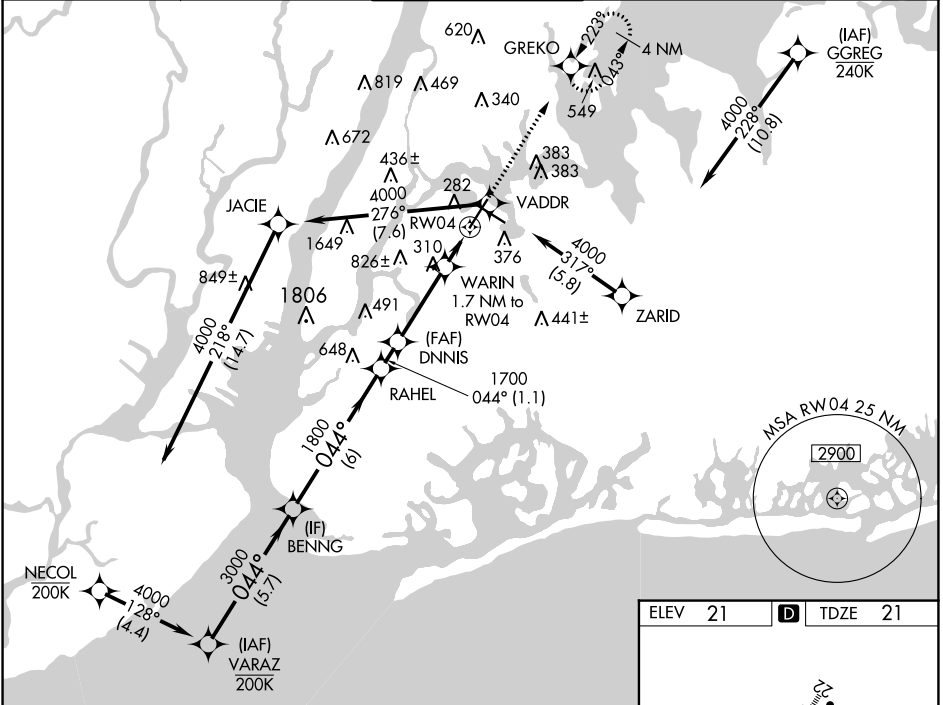 620
GREKO
223°
043°
4 NM
549
(IAF)
GGREG
240K
4000
228°
(10.8)
819
469
340
672
436±
383
383
282
VADDR
4000
276°
(7.6)
JACIE
RW04
1649
826±
310
376
WARIN
1.7 NM to
RW04
4000
317°
(5.8)
ZARID
849±
1806
491
441±
4000
218°
(14.7)
648
(FAF)
DNNIS
RAHEL
1700
044° (1.1)
1800
044°
(6)
MSA RW04 25 NM
2900
(IF)
BENNG
3000
044°
(5.7)
NECOL
200K
4000
128°
(4.4)
(IAF)
VARAZ
200K
ELEV 21
D
TDZE 21
22